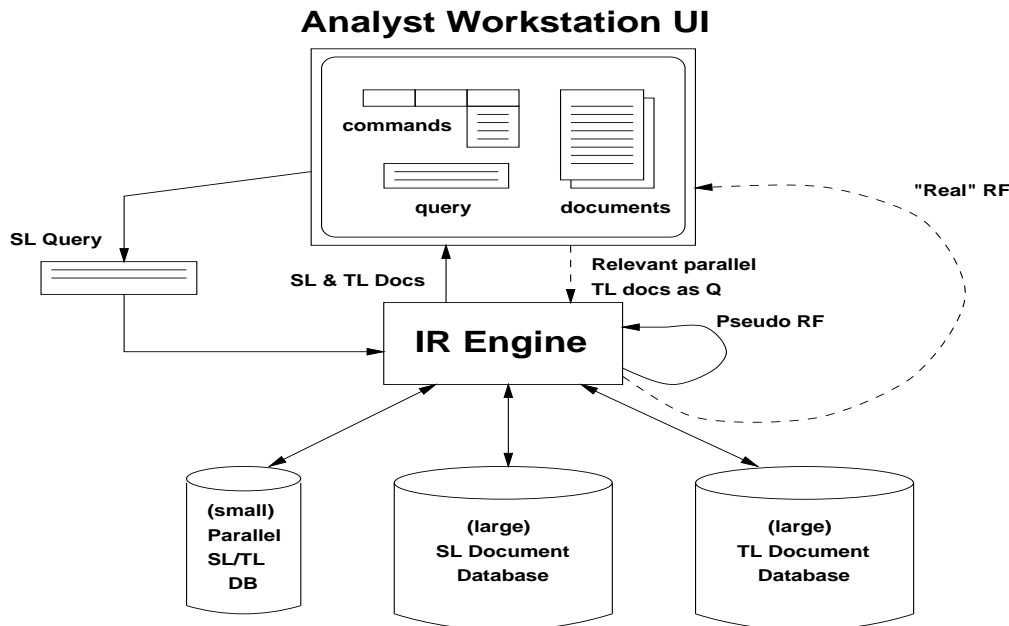 Analyst Workstation UI
commands
query
documents
"Real" RF
SL Query
SL & TL Docs
Relevant parallel
TL docs as Q
IR Engine
Pseudo RF
(small)
Parallel
SL/TL
DB
(large)
SL Document
Database
(large)
TL Document
Database